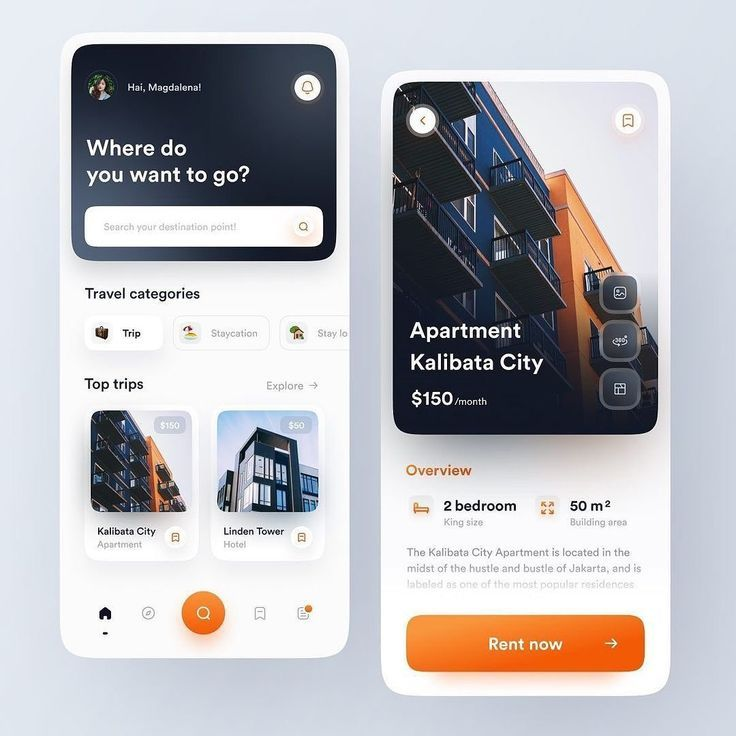 Hai, Magdalena!
Where do
you want to go?
Search your destination point!
Travel categories
Trip
Staycation
Stay lo
Top trips
Explore →
$150
$50
Kalibata City
Apartment
Linden Tower
Hotel
Apartment
Kalibata City
$150/month
360°
Overview
2 bedroom
King size
50 m²
Building area
The Kalibata City Apartment is located in the
midst of the hustle and bustle of Jakarta, and is
labeled as one of the most popular residences
Rent now →